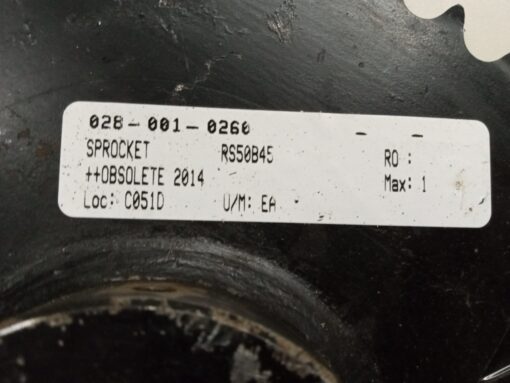 028-001-0260 - -
SPROCKET RS50B45 RO :
++OBSOLETE 2014 Max: 1
Loc: C051D U/M: EA